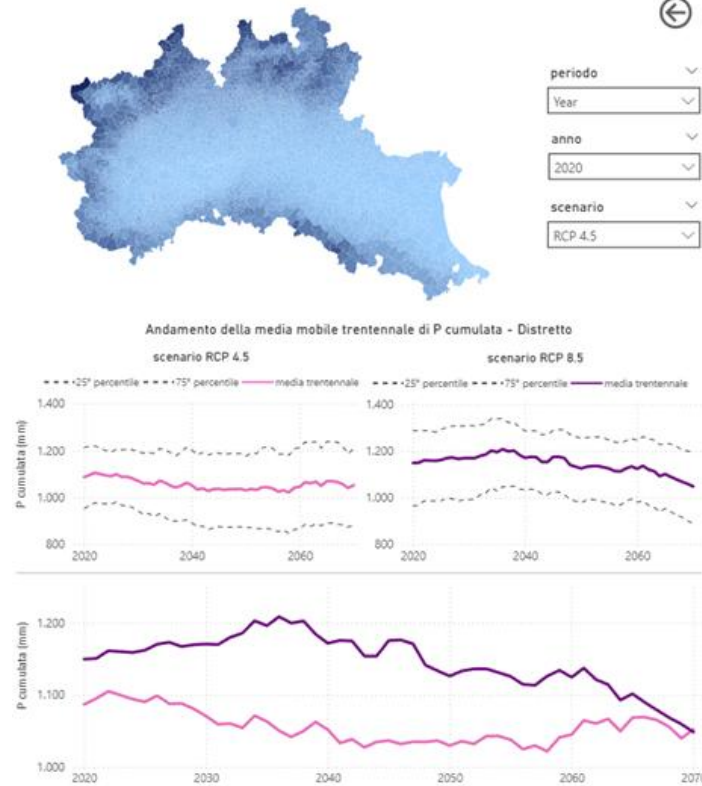 periodo
Year
anno
2020
scenario
RCP 4.5
Andamento della media mobile trentennale di P cumulata - Distretto
scenario RCP 4.5
25° percentile 75° percentile media trentennale
1.400
1.200
1.000
800
P cumulata (mm)
2020 2040 2060
scenario RCP 8.5
25° percentile 75° percentile media trentennale
1.400
1.200
1.000
800
2020 2040 2060
1.200
1.100
1.000
P cumulata (mm)
2020 2030 2040 2050 2060